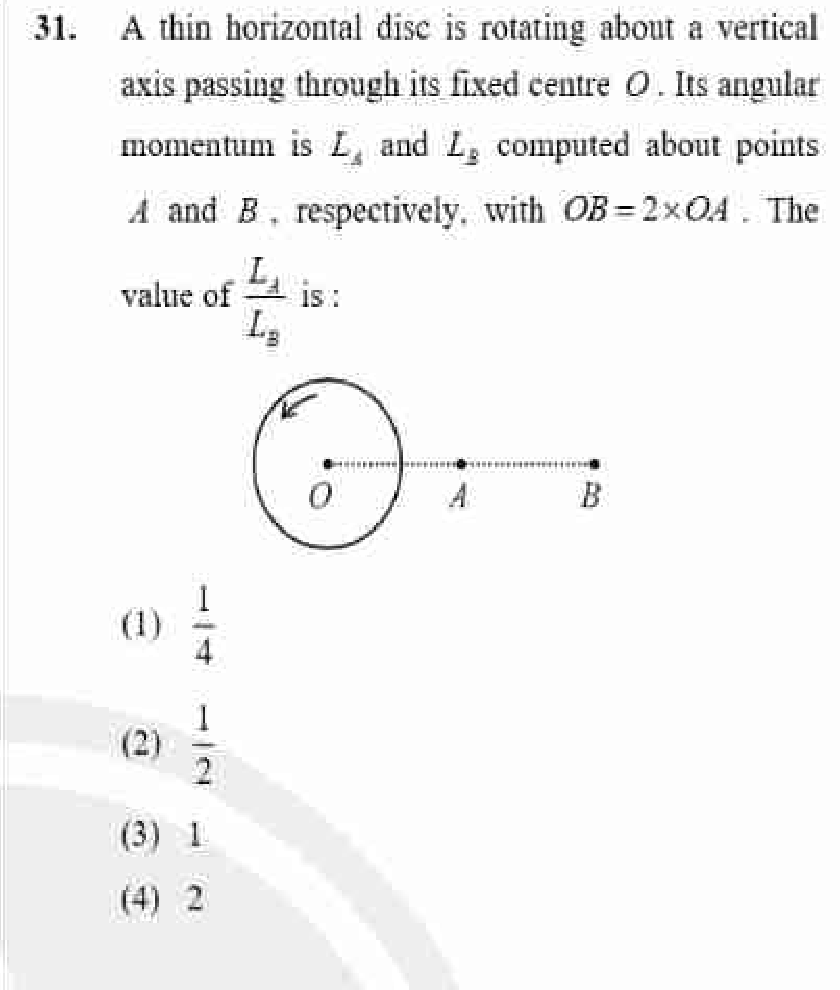 31. A thin horizontal disc is rotating about a vertical
axis passing through its fixed centre O. Its angular
momentum is L_A and L_B computed about points
A and B, respectively, with OB = 2×OA. The
value of L_A/L_B is :
O A B
(1) 1/4
(2) 1/2
(3) 1
(4) 2